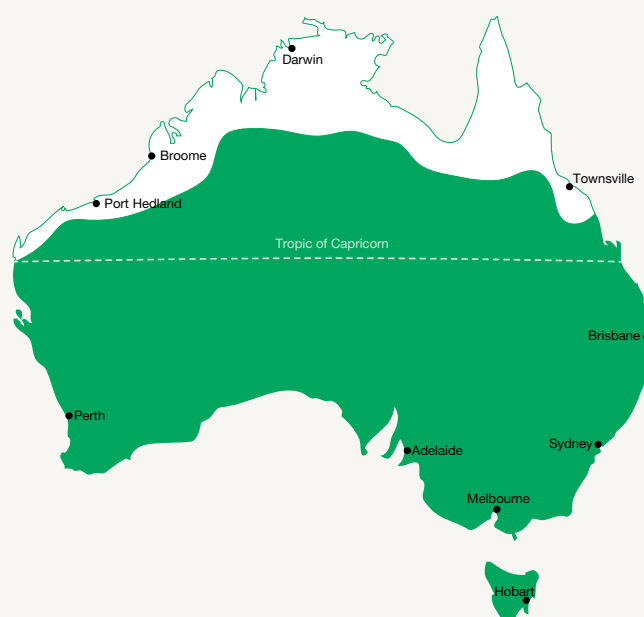 Darwin
Broome
Townsville
Port Hedland
Tropic of Capricorn
Brisbane
Perth
Sydney
Adelaide
Melbourne
Hobart